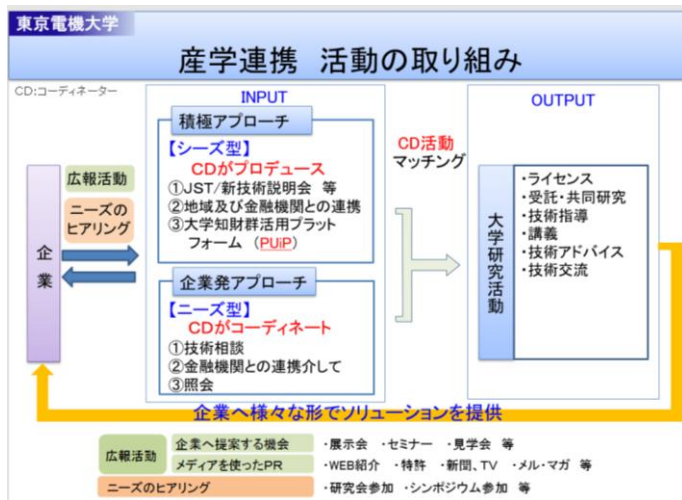 東京電機大学
産学連携 活動の取り組み
CD:コーディネーター
INPUT
OUTPUT
積極アプローチ
【シーズ型】
CDがプロデュース
①JST/新技術説明会 等
②地域及び金融機関との連携
③大学知財群活用プラット
フォーム (PUiP)
企業発アプローチ
【ニーズ型】
CDがコーディネート
①技術相談
②金融機関との連携介して
③照会
広報活動
ニーズの
ヒアリング
企業
CD活動
マッチング
大学研究活動
・ライセンス
・受託・共同研究
・技術指導
・講義
・技術アドバイス
・技術交流
企業へ様々な形でソリューションを提供
広報活動
企業へ提案する機会 ・展示会 ・セミナー ・見学会 等
メディアを使ったPR ・WEB紹介 ・特許 ・新聞、TV ・メル・マガ 等
ニーズのヒアリング ・研究会参加 ・シンポジウム参加 等